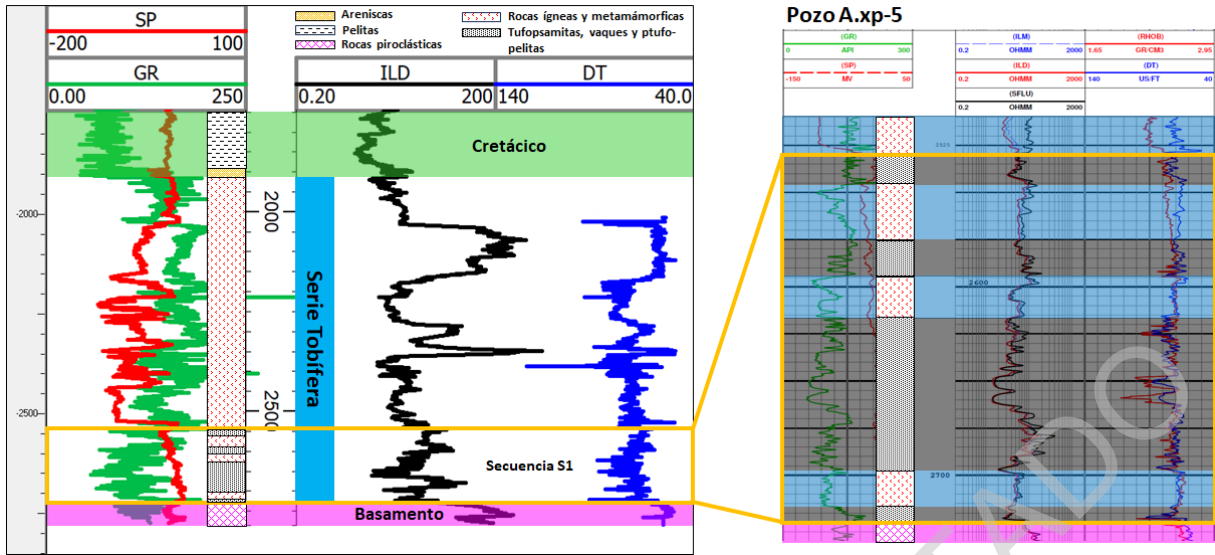 SP
-200 100
GR
0.00 250
Areniscas
Pelitas
Rocas piroclásticas
Rocas ígneas y metamámorficas
Tufopsamitas, vaques y ptufo-
pelitas
ILD
0.20 200
DT
140 40.0
Cretácico
-2000
2000
Serie Tobífera
-2500
2500
Secuencia S1
Basamento
Pozo A.xp-5
(GR)
0 API 300
(SP)
-150 MV 50
(ILM)
0.2 OHMM 2000
(ILD)
0.2 OHMM 2000
(SFLU)
0.2 OHMM 2000
(RHOB)
1.65 GR/CM3 2.95
(DT)
140 US/FT 40
2525
2600
2700
TADO